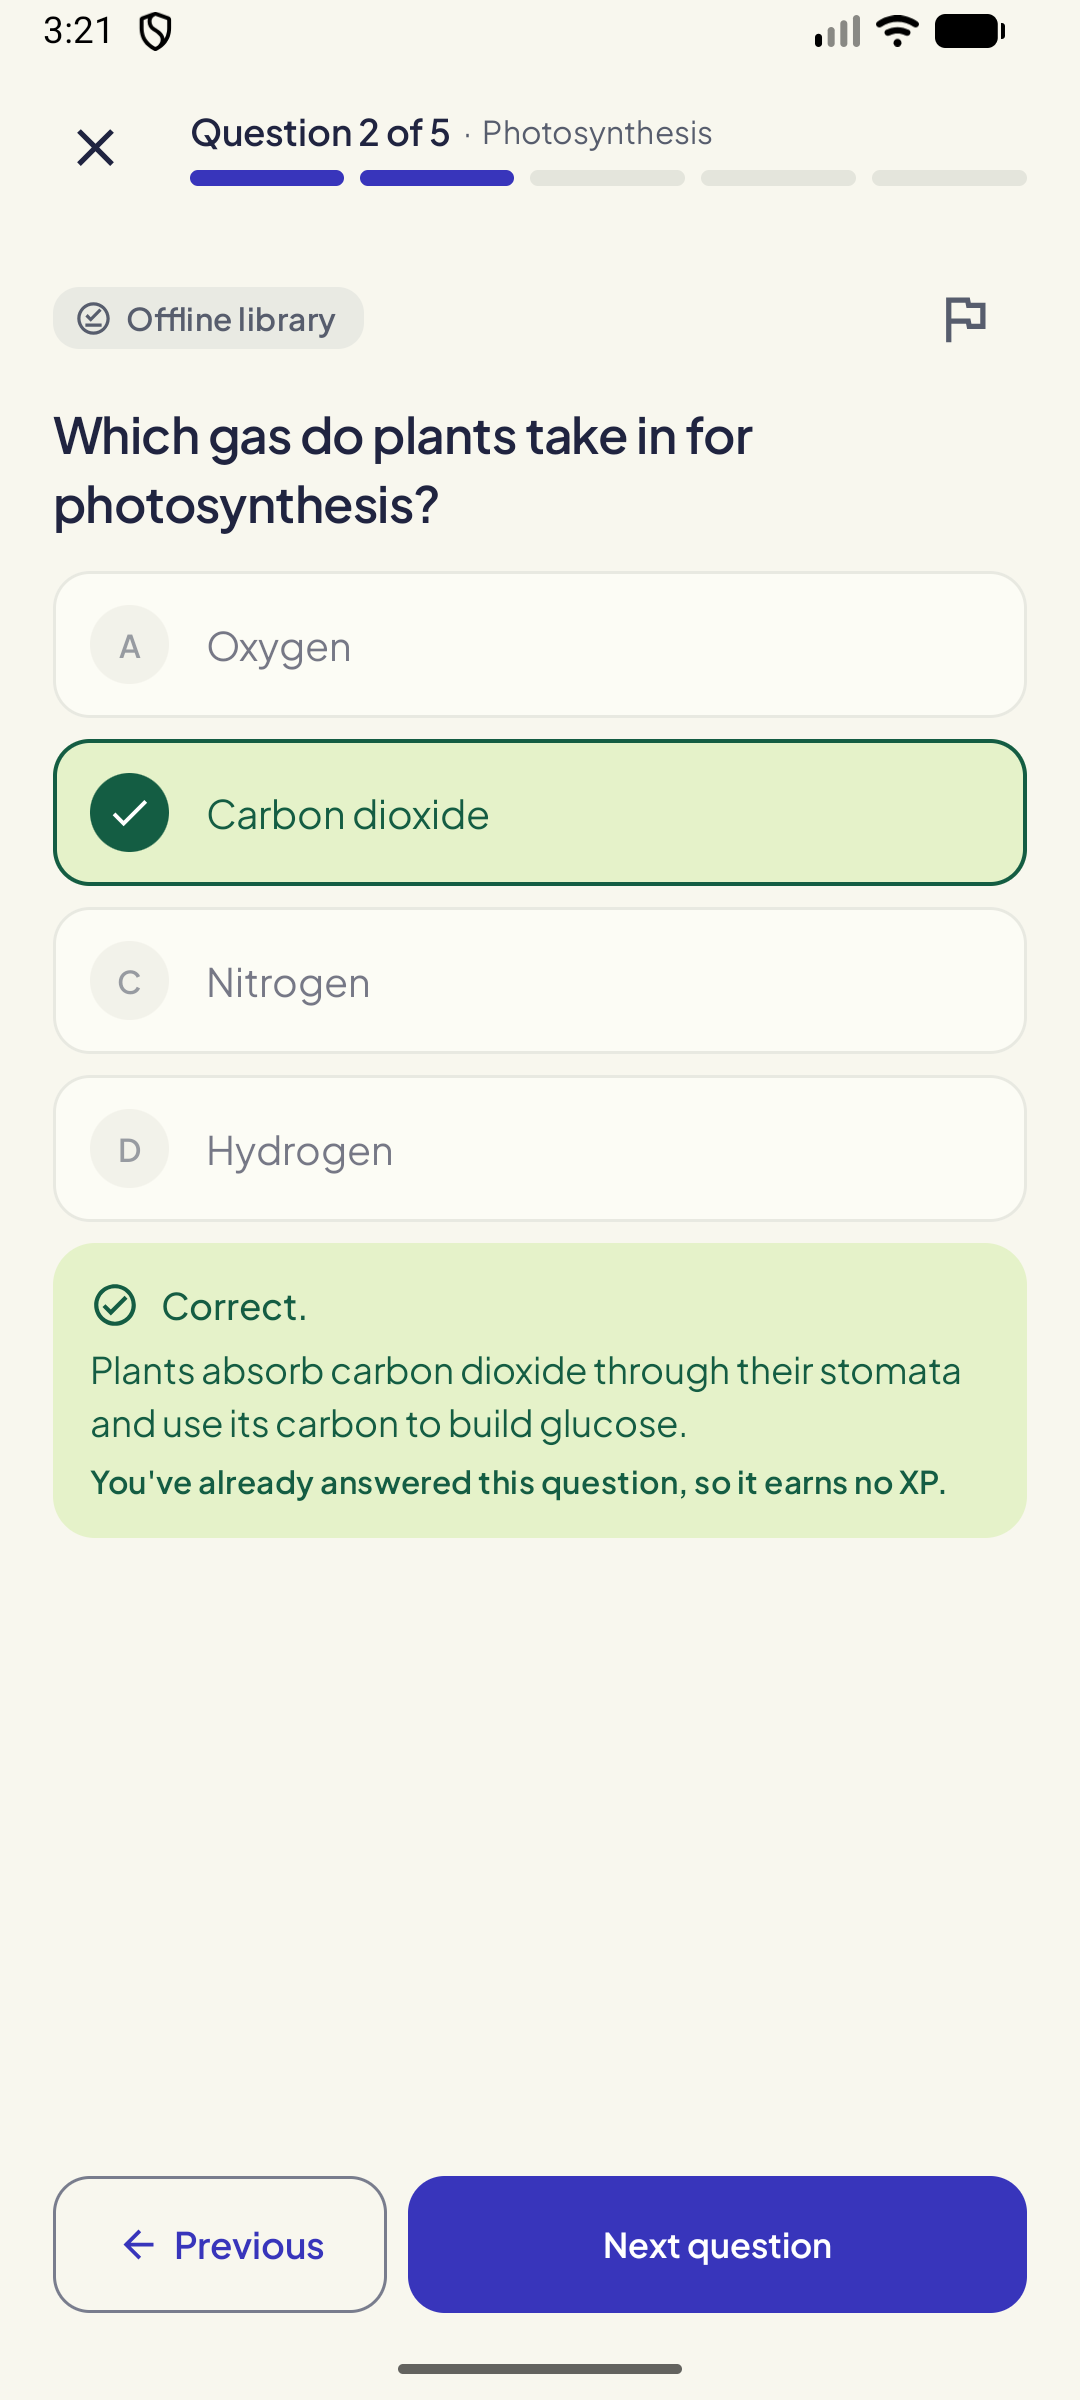 3:21
Question 2 of 5 · Photosynthesis
Offline library
Which gas do plants take in for
photosynthesis?
A Oxygen
Carbon dioxide
C Nitrogen
D Hydrogen
Correct.
Plants absorb carbon dioxide through their stomata
and use its carbon to build glucose.
You've already answered this question, so it earns no XP.
Previous
Next question